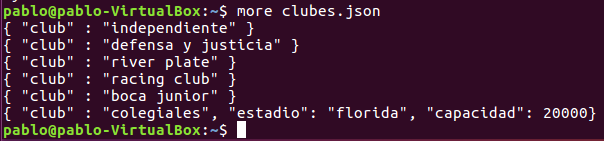 pablo@pablo-VirtualBox:~$ more clubes.json
{ "club" : "independiente" }
{ "club" : "defensa y justicia" }
{ "club" : "river plate" }
{ "club" : "racing club" }
{ "club" : "boca junior" }
{ "club" : "colegiales", "estadio": "florida", "capacidad": 20000}
pablo@pablo-VirtualBox:~$